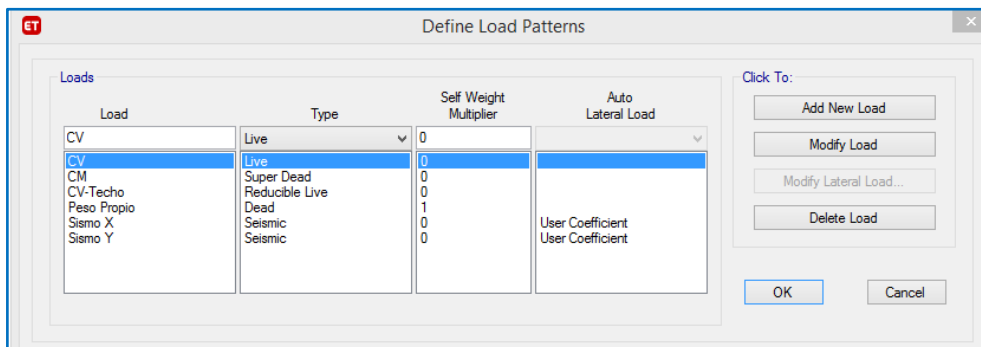 ET
Define Load Patterns
×
Loads
Load Type Self Weight Multiplier Auto Lateral Load
CV Live 0
CV Live 0
CM Super Dead 0
CV-Techo Reducible Live 0
Peso Propio Dead 1
Sismo X Seismic 0 User Coefficient
Sismo Y Seismic 0 User Coefficient
Click To:
Add New Load
Modify Load
Modify Lateral Load...
Delete Load
OK Cancel